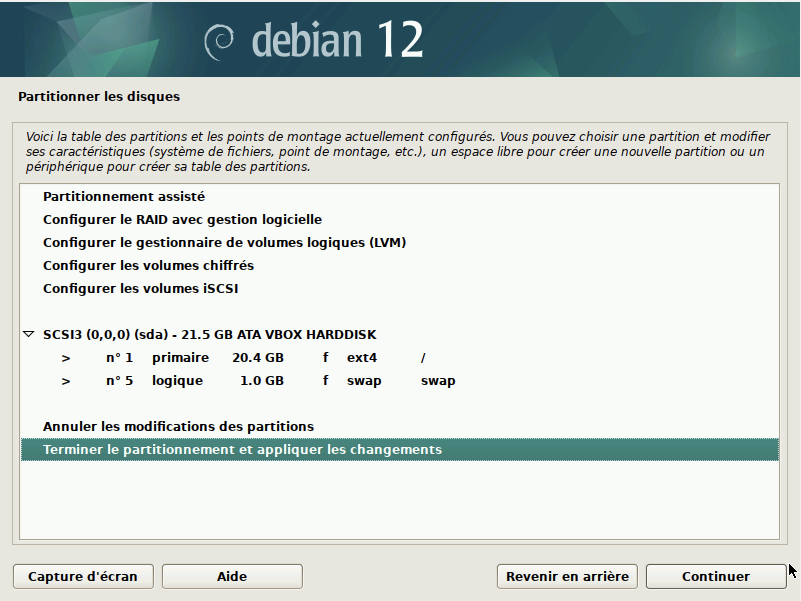 debian 12
Partitionner les disques
Voici la table des partitions et les points de montage actuellement configurés. Vous pouvez choisir une partition et modifier
ses caractéristiques (système de fichiers, point de montage, etc.), un espace libre pour créer une nouvelle partition ou un
périphérique pour créer sa table des partitions.
Partitionnement assisté
Configurer le RAID avec gestion logicielle
Configurer le gestionnaire de volumes logiques (LVM)
Configurer les volumes chiffrés
Configurer les volumes iSCSI
SCSI3 (0,0,0) (sda) - 21.5 GB ATA VBOX HARDDISK
> n° 1 primaire 20.4 GB f ext4 /
> n° 5 logique 1.0 GB f swap swap
Annuler les modifications des partitions
Terminer le partitionnement et appliquer les changements
Capture d'écran Aide Revenir en arrière Continuer